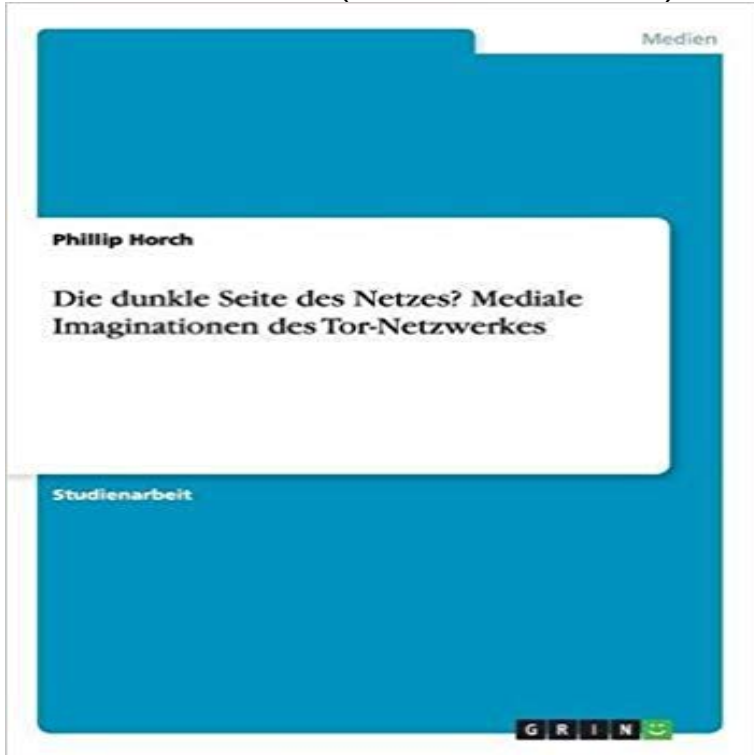 Medien
Phillip Horch
Die dunkle Seite des Netzes? Mediale
Imaginationen des Tor-Netzwerkes
Studienarbeit
GRIN